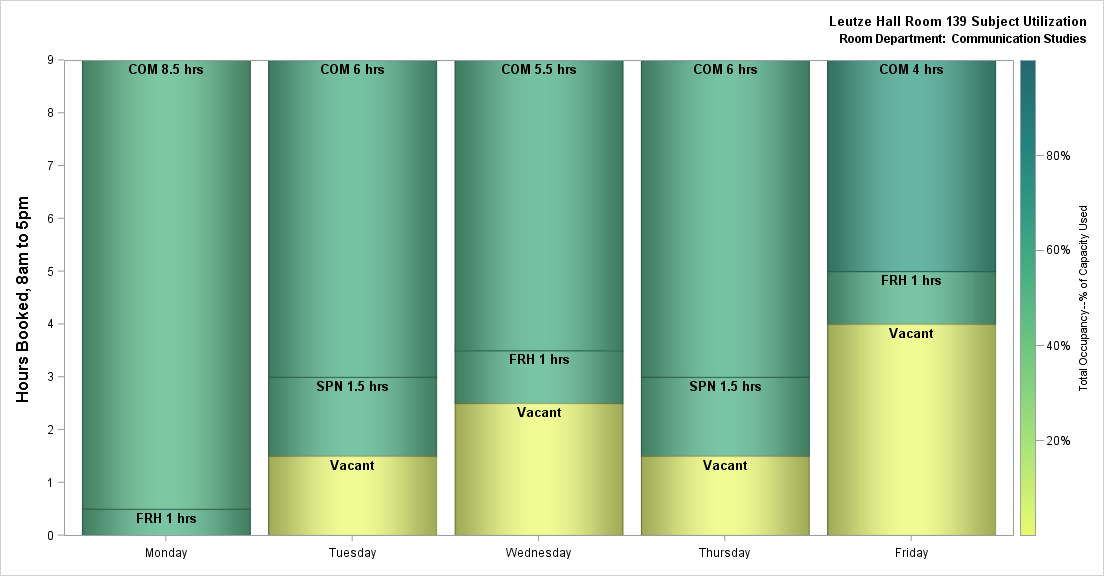 Leutze Hall Room 139 Subject Utilization
Room Department: Communication Studies
Hours Booked, 8am to 5pm
9
8
7
6
5
4
3
2
1
0
COM 8.5 hrs
FRH 1 hrs
COM 6 hrs
SPN 1.5 hrs
Vacant
COM 5.5 hrs
FRH 1 hrs
Vacant
COM 6 hrs
SPN 1.5 hrs
Vacant
COM 4 hrs
FRH 1 hrs
Vacant
Monday
Tuesday
Wednesday
Thursday
Friday
80%
60%
40%
20%
Total Occupancy--% of Capacity Used